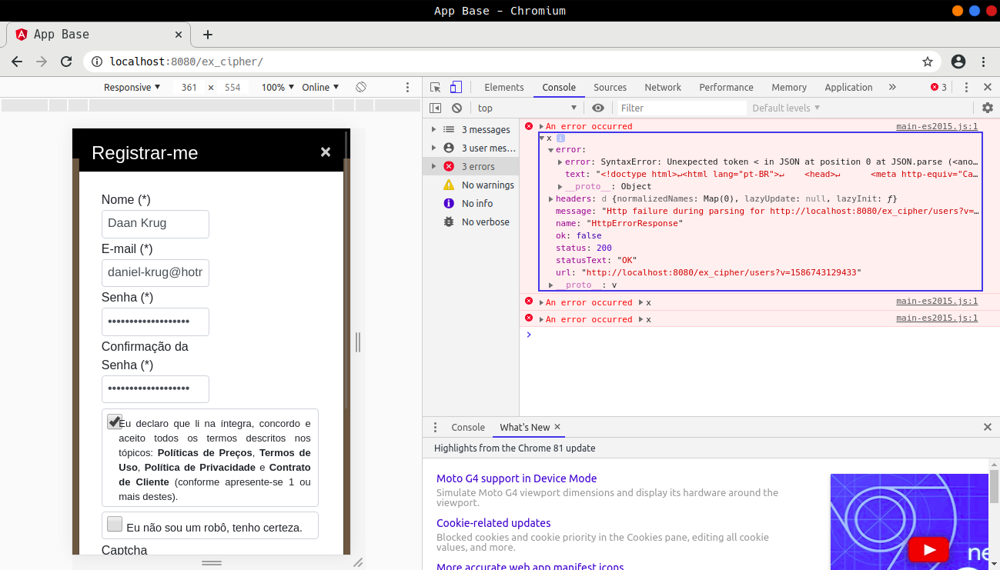 App Base - Chromium
App Base
localhost:8080/ex_cipher/
Responsive ▼ 361 × 554 100% ▼ Online ▼
Registrar-me ×
Nome (*)
Daan Krug
E-mail (*)
daniel-krug@hotr
Senha (*)
•••••••••••••••••••
Confirmação da
Senha (*)
•••••••••••••••••••
Eu declaro que li na íntegra, concordo e
aceito todos os termos descritos nos
tópicos: Políticas de Preços, Termos de
Uso, Política de Privacidade e Contrato
de Cliente (conforme apresente-se 1 ou
mais destes).
Eu não sou um robô, tenho certeza.
Captcha
Elements Console Sources Network Performance Memory Application » 3
top ▼ Filter Default levels ▼
3 messages
3 user mes…
3 errors
No warnings
No info
No verbose
An error occurred main-es2015.js:1
x i
error:
error: SyntaxError: Unexpected token < in JSON at position 0 at JSON.parse (<ano…
text: "<!doctype html>↵<html lang="pt-BR">↵ <head>↵ <meta http-equiv="Ca…
__proto__: Object
headers: d {normalizedNames: Map(0), lazyUpdate: null, lazyInit: ƒ}
message: "Http failure during parsing for http://localhost:8080/ex_cipher/users?v=…
name: "HttpErrorResponse"
ok: false
status: 200
statusText: "OK"
url: "http://localhost:8080/ex_cipher/users?v=1586743129433"
__proto__: v
An error occurred x main-es2015.js:1
An error occurred x main-es2015.js:1
Console What's New
Highlights from the Chrome 81 update
Moto G4 support in Device Mode
Simulate Moto G4 viewport dimensions and display its hardware around the
viewport.
Cookie-related updates
Blocked cookies and cookie priority in the Cookies pane, editing all cookie
values, and more.
More accurate web app manifest icons
ne